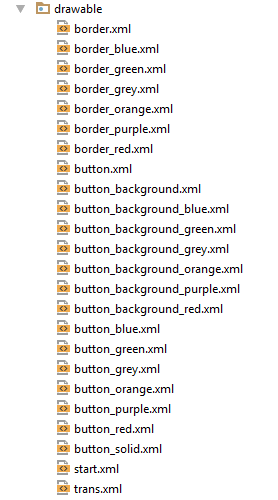 drawable
border.xml
border_blue.xml
border_green.xml
border_grey.xml
border_orange.xml
border_purple.xml
border_red.xml
button.xml
button_background.xml
button_background_blue.xml
button_background_green.xml
button_background_grey.xml
button_background_orange.xml
button_background_purple.xml
button_background_red.xml
button_blue.xml
button_green.xml
button_grey.xml
button_orange.xml
button_purple.xml
button_red.xml
button_solid.xml
start.xml
trans.xml